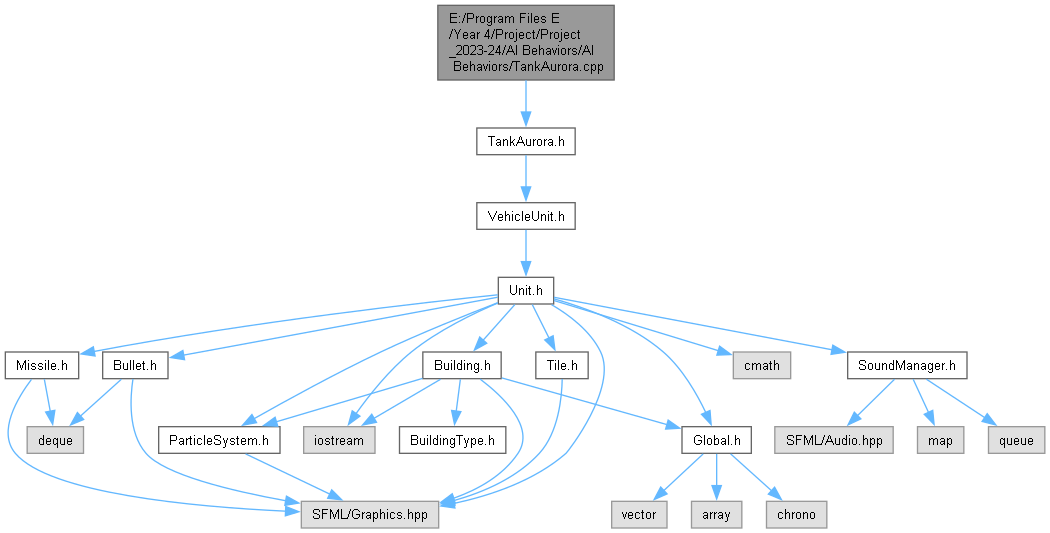 E:/Program Files E
/Year 4/Project/Project
_2023-24/AI Behaviors/AI
Behaviors/TankAurora.cpp
TankAurora.h
VehicleUnit.h
Unit.h
Missile.h
Bullet.h
Building.h
Tile.h
cmath
SoundManager.h
deque
ParticleSystem.h
iostream
BuildingType.h
Global.h
SFML/Audio.hpp
map
queue
SFML/Graphics.hpp
vector
array
chrono